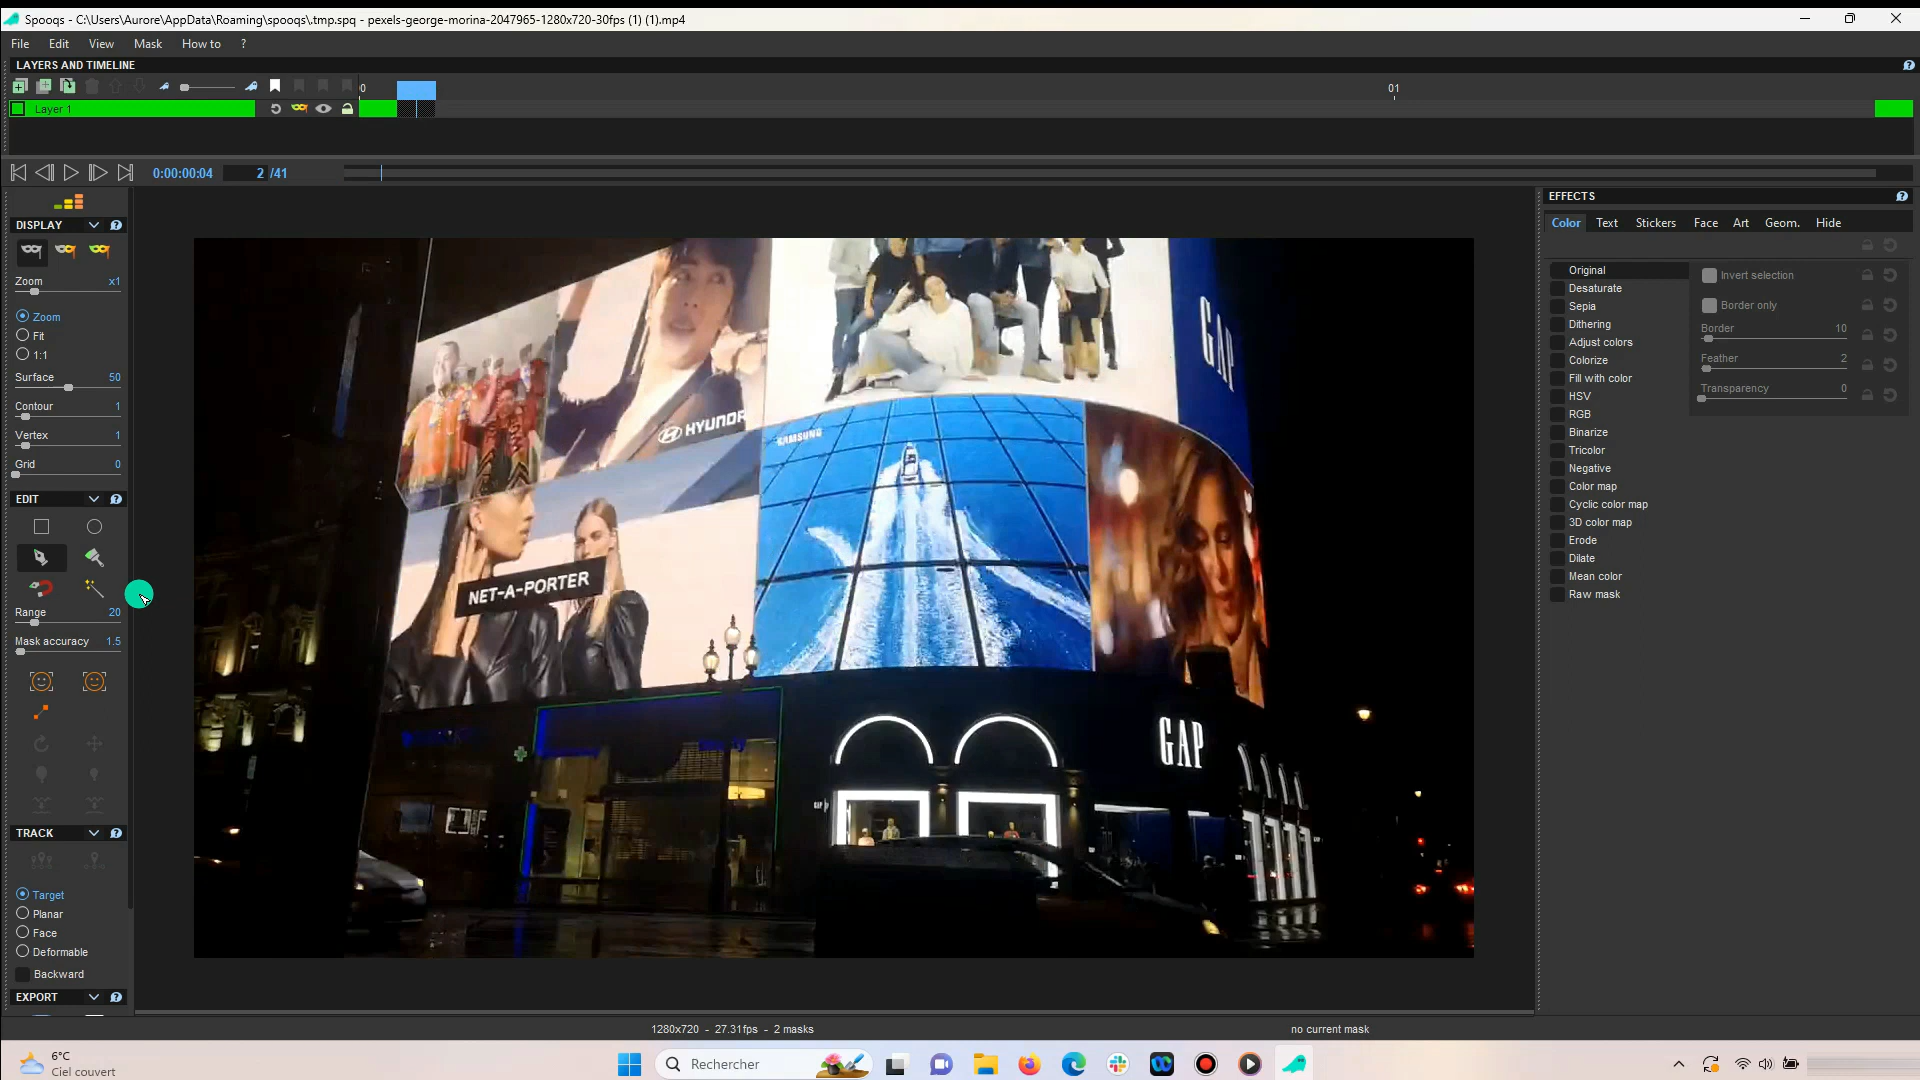 Spooqs - C:\Users\Aurore\AppData\Roaming\spooqs\.tmp.spq - pexels-george-morina-2047965-1280x720-30fps (1) (1).mp4
File Edit View Mask How to ?
LAYERS AND TIMELINE
0 01
Layer 1
0:00:00:04 2 /41
DISPLAY
Zoom x1
Zoom
Fit
1:1
Surface 50
Contour 1
Vertex 1
Grid 0
EDIT
Range 20
Mask accuracy 1.5
TRACK
Target
Planar
Face
Deformable
Backward
EXPORT
GAP
HYUNDAI
SAMSUNG
NET-A-PORTER
GAP
GAP
EFFECTS
Color Text Stickers Face Art Geom. Hide
Original
Desaturate
Sepia
Dithering
Adjust colors
Colorize
Fill with color
HSV
RGB
Binarize
Tricolor
Negative
Color map
Cyclic color map
3D color map
Erode
Dilate
Mean color
Raw mask
Invert selection
Border only
Border 10
Feather 2
Transparency 0
1280x720 - 27.31fps - 2 masks
no current mask
6°C
Ciel couvert
Rechercher